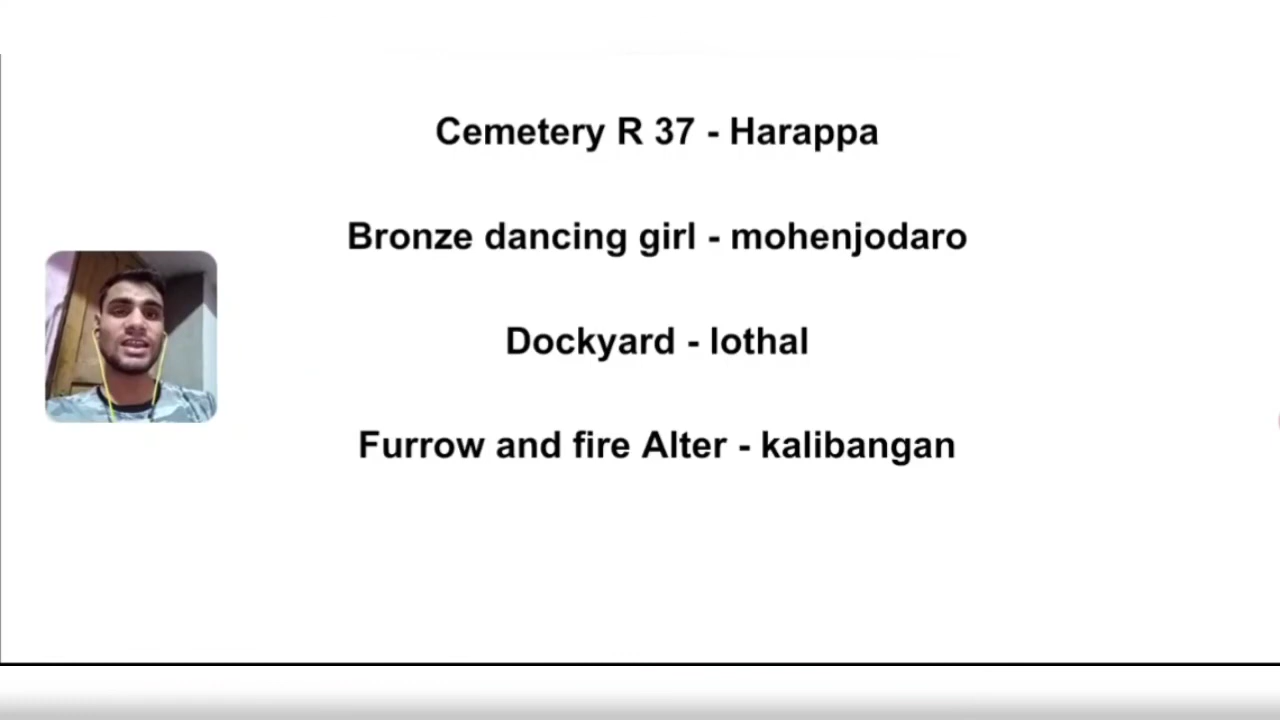 Cemetery R 37 - Harappa
Bronze dancing girl - mohenjodaro
Dockyard - lothal
Furrow and fire Alter - kalibangan